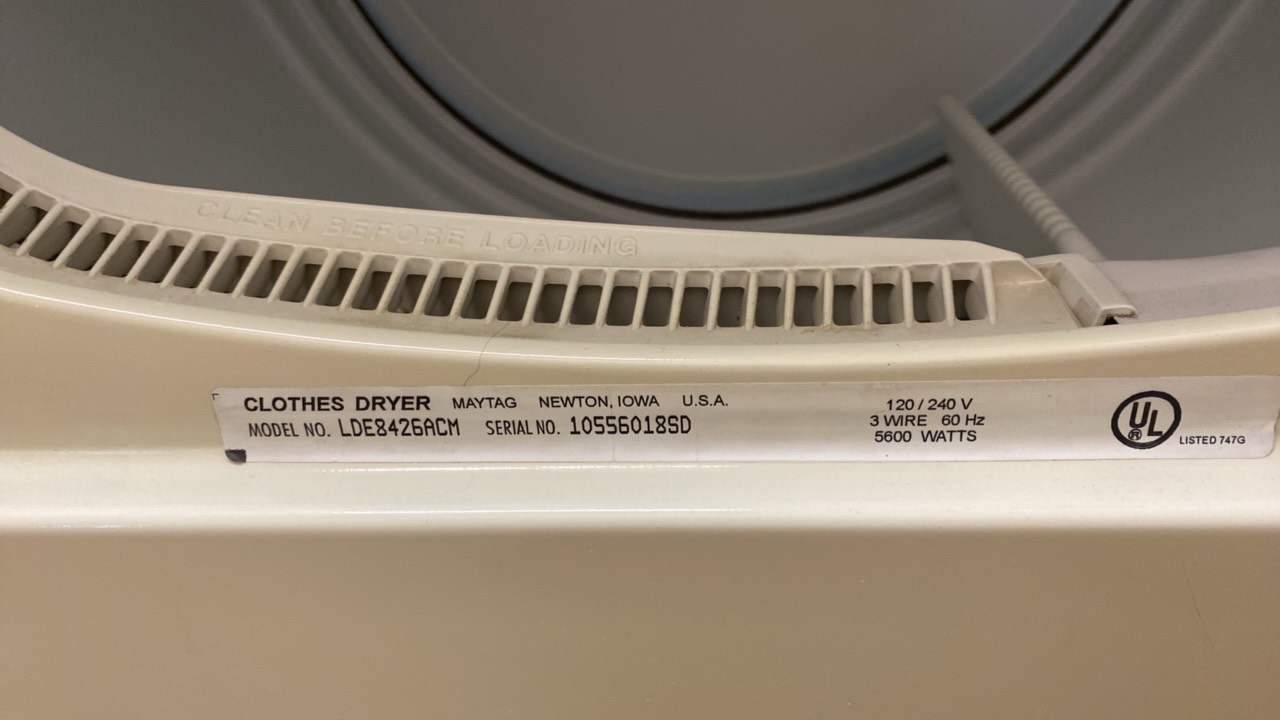 CLEAN BEFORE LOADING
CLOTHES DRYER MAYTAG NEWTON, IOWA U.S.A.
MODEL NO. LDE8426ACM SERIAL NO. 10556018SD
120 / 240 V
3 WIRE 60 Hz
5600 WATTS
UL
®
LISTED 747G